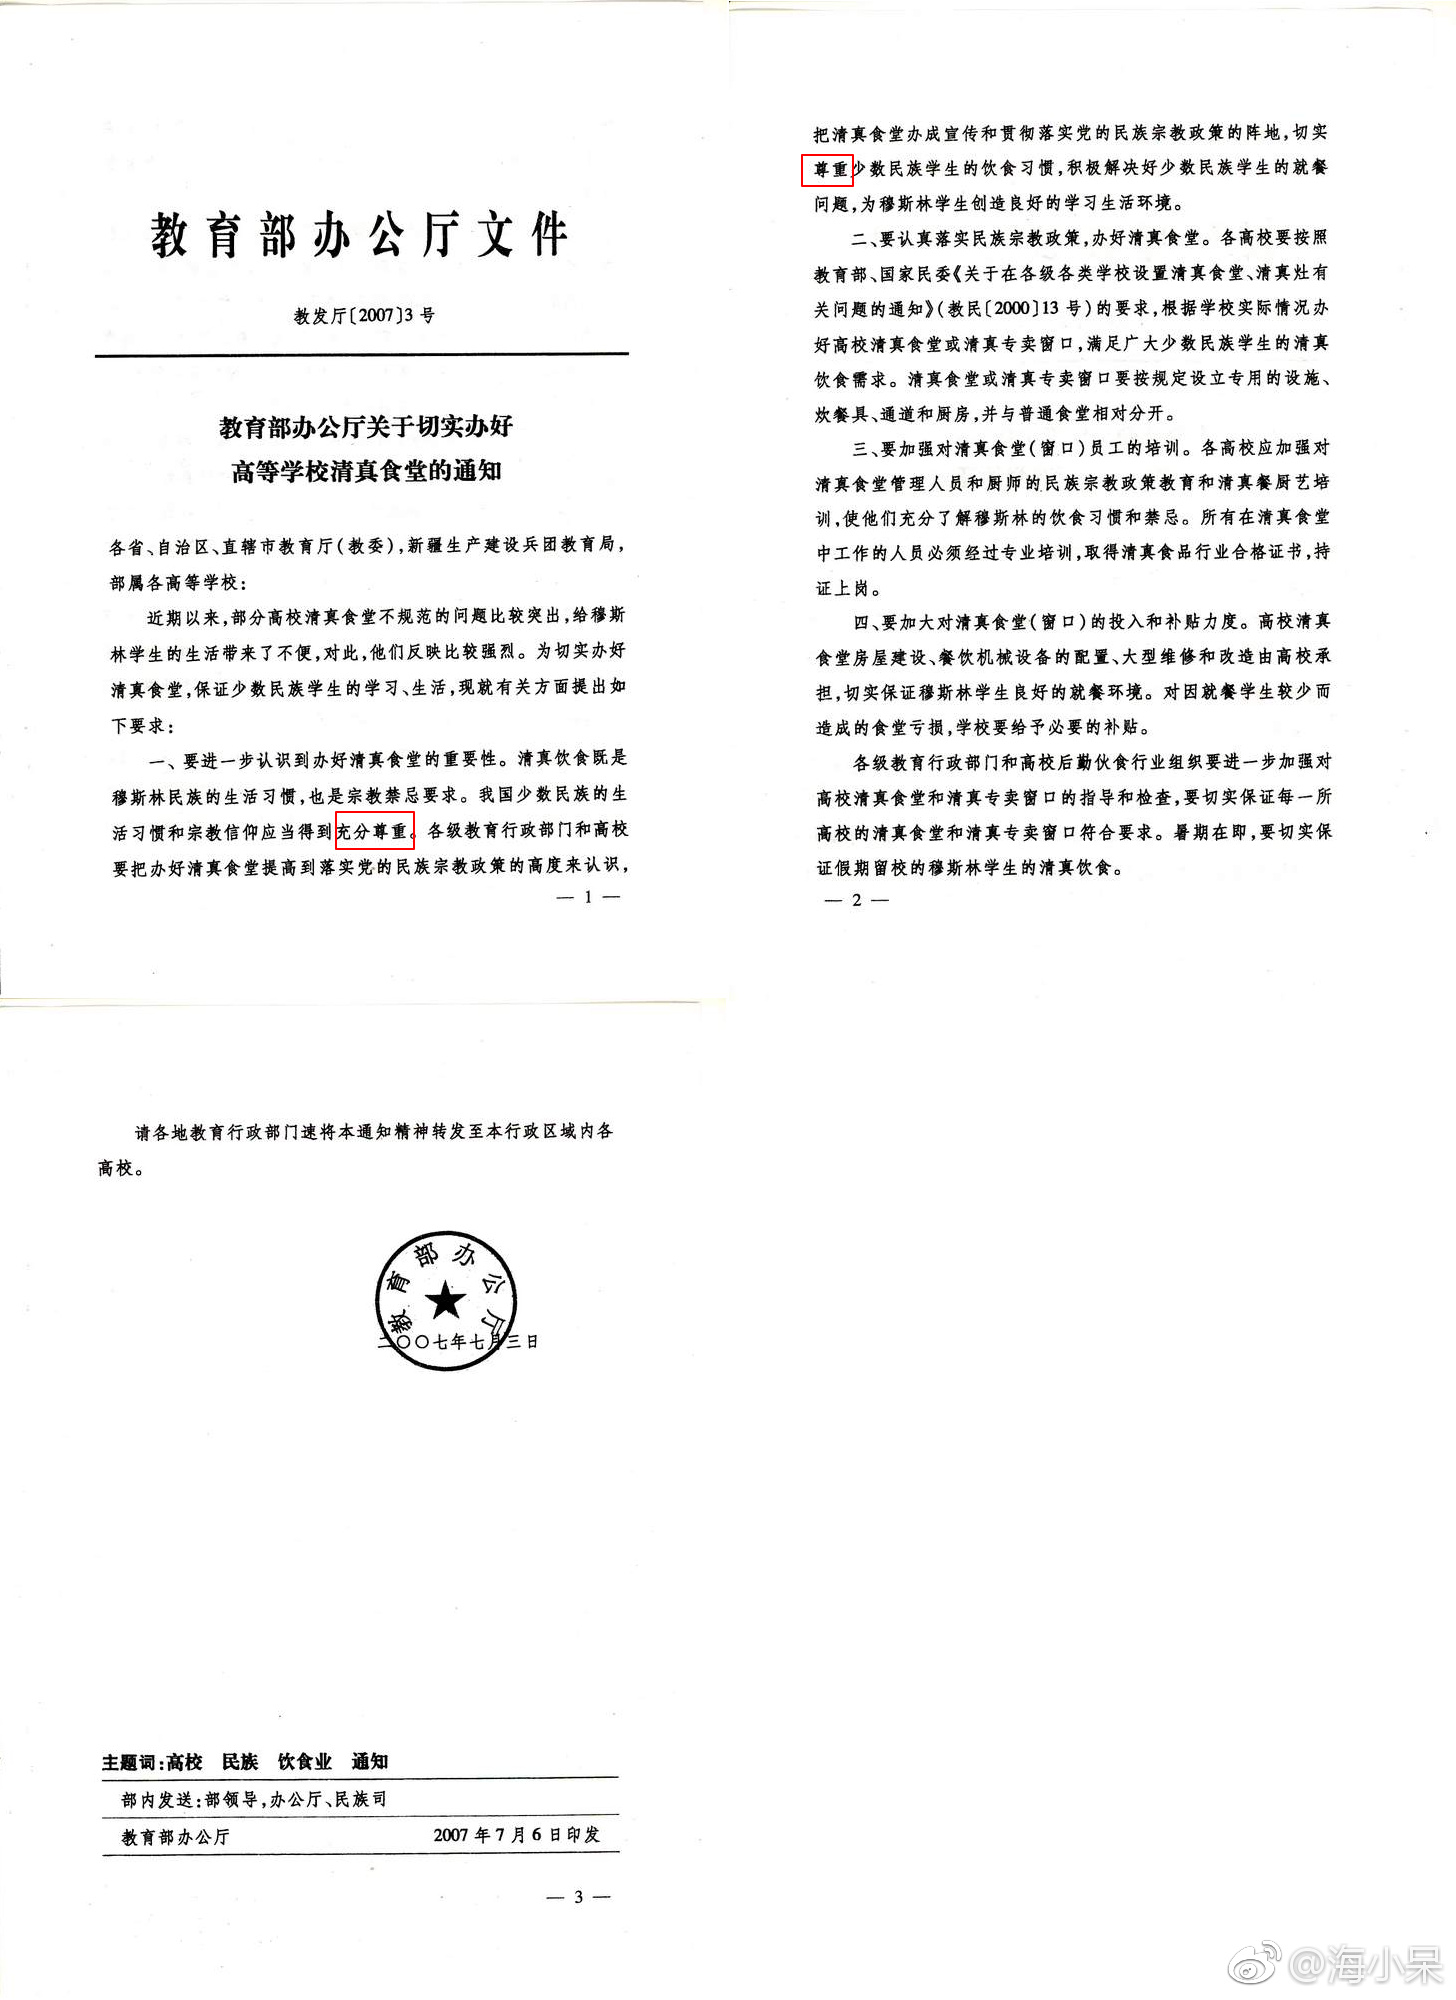 教育部办公厅文件
教发厅〔2007〕3号
教育部办公厅关于切实办好
高等学校清真食堂的通知
各省、自治区、直辖市教育厅(教委),新疆生产建设兵团教育局,
部属各高等学校:
近期以来,部分高校清真食堂不规范的问题比较突出,给穆斯
林学生的生活带来了不便,对此,他们反映比较强烈。为切实办好
清真食堂,保证少数民族学生的学习、生活,现就有关方面提出如
下要求:
一、要进一步认识到办好清真食堂的重要性。清真饮食既是
穆斯林民族的生活习惯,也是宗教禁忌要求。我国少数民族的生
活习惯和宗教信仰应当得到充分尊重。各级教育行政部门和高校
要把办好清真食堂提高到落实党的民族宗教政策的高度来认识,
— 1 —
把清真食堂办成宣传和贯彻落实党的民族宗教政策的阵地,切实
尊重少数民族学生的饮食习惯,积极解决好少数民族学生的就餐
问题,为穆斯林学生创造良好的学习生活环境。
二、要认真落实民族宗教政策,办好清真食堂。各高校要按照
教育部、国家民委《关于在各级各类学校设置清真食堂、清真灶有
关问题的通知》(教民〔2000〕13号)的要求,根据学校实际情况办
好高校清真食堂或清真专卖窗口,满足广大少数民族学生的清真
饮食需求。清真食堂或清真专卖窗口要按规定设立专用的设施、
炊餐具、通道和厨房,并与普通食堂相对分开。
三、要加强对清真食堂(窗口)员工的培训。各高校应加强对
清真食堂管理人员和厨师的民族宗教政策教育和清真餐厨艺培
训,使他们充分了解穆斯林的饮食习惯和禁忌。所有在清真食堂
中工作的人员必须经过专业培训,取得清真食品行业合格证书,持
证上岗。
四、要加大对清真食堂(窗口)的投入和补贴力度。高校清真
食堂房屋建设、餐饮机械设备的配置、大型维修和改造由高校承
担,切实保证穆斯林学生良好的就餐环境。对因就餐学生较少而
造成的食堂亏损,学校要给予必要的补贴。
各级教育行政部门和高校后勤伙食行业组织要进一步加强对
高校清真食堂和清真专卖窗口的指导和检查,要切实保证每一所
高校的清真食堂和清真专卖窗口符合要求。暑期在即,要切实保
证假期留校的穆斯林学生的清真饮食。
— 2 —
请各地教育行政部门速将本通知精神转发至本行政区域内各
高校。
教育部办公厅
二〇〇七年七月三日
主题词:高校 民族 饮食业 通知
部内发送:部领导,办公厅、民族司
教育部办公厅 2007年7月6日印发
— 3 —
@海小呆